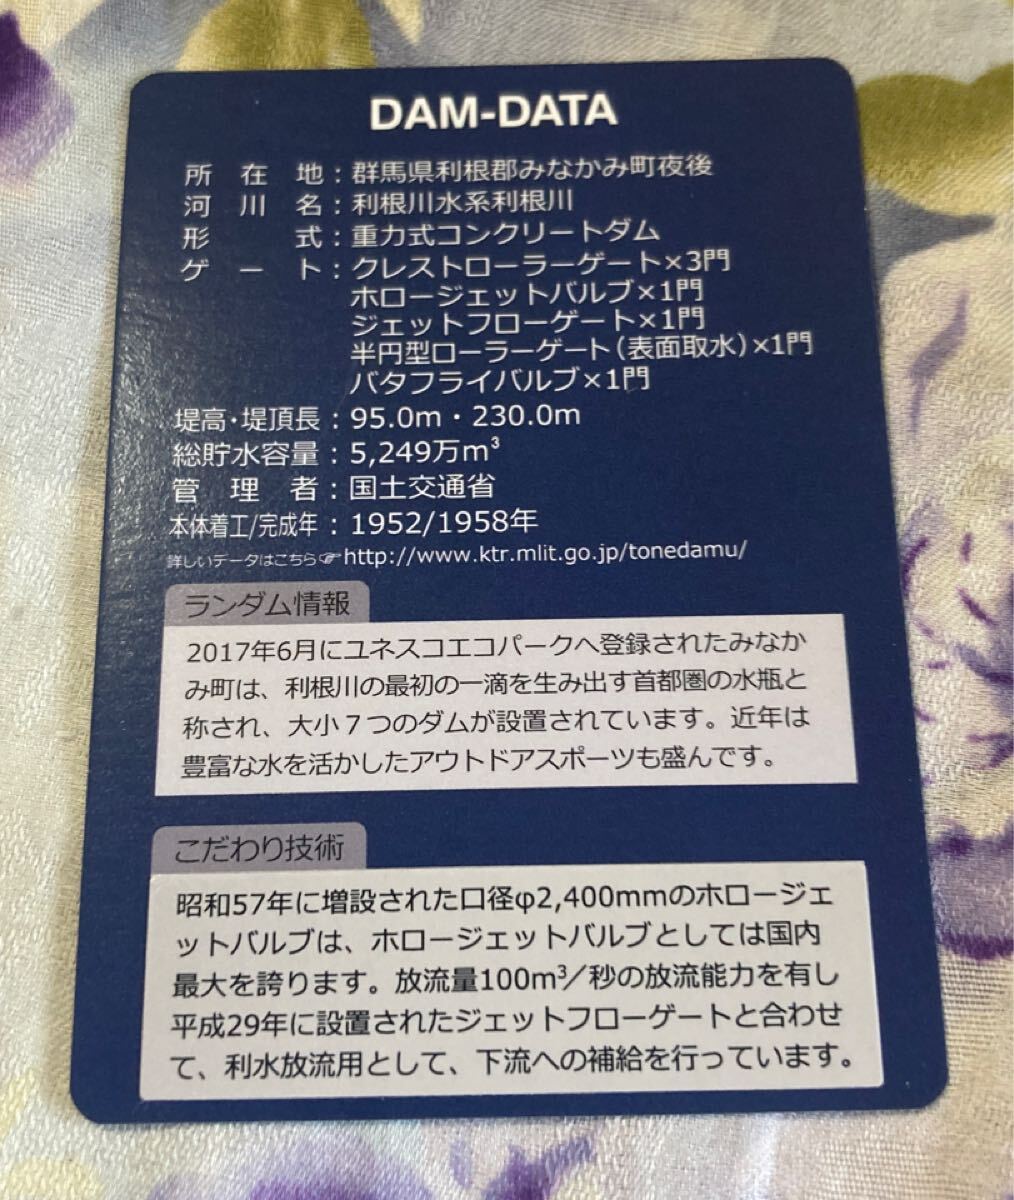 DAM-DATA
所在地：群馬県利根郡みなかみ町夜後
河川名：利根川水系利根川
形式：重力式コンクリートダム
ゲート：クレストローラーゲート×3門
ホロージェットバルブ×1門
ジェットフローゲート×1門
半円型ローラーゲート（表面取水）×1門
バタフライバルブ×1門
堤高・堤頂長：95.0m・230.0m
総貯水容量：5,249万m³
管理者：国土交通省
本体着工/完成年：1952/1958年
詳しいデータはこちら☞http://www.ktr.mlit.go.jp/tonedamu/
ランダム情報
2017年6月にユネスコエコパークへ登録されたみなか
み町は、利根川の最初の一滴を生み出す首都圏の水瓶と
称され、大小７つのダムが設置されています。近年は
豊富な水を活かしたアウトドアスポーツも盛んです。
こだわり技術
昭和57年に増設された口径φ2,400mmのホロージェ
ットバルブは、ホロージェットバルブとしては国内
最大を誇ります。放流量100m³／秒の放流能力を有し
平成29年に設置されたジェットフローゲートと合わせ
て、利水放流用として、下流への補給を行っています。